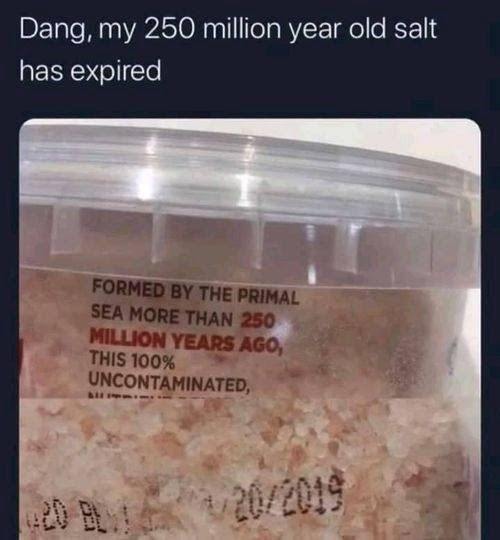 Dang, my 250 million year old salt
has expired
FORMED BY THE PRIMAL
SEA MORE THAN 250
MILLION YEARS AGO,
THIS 100%
UNCONTAMINATED,
20/2019